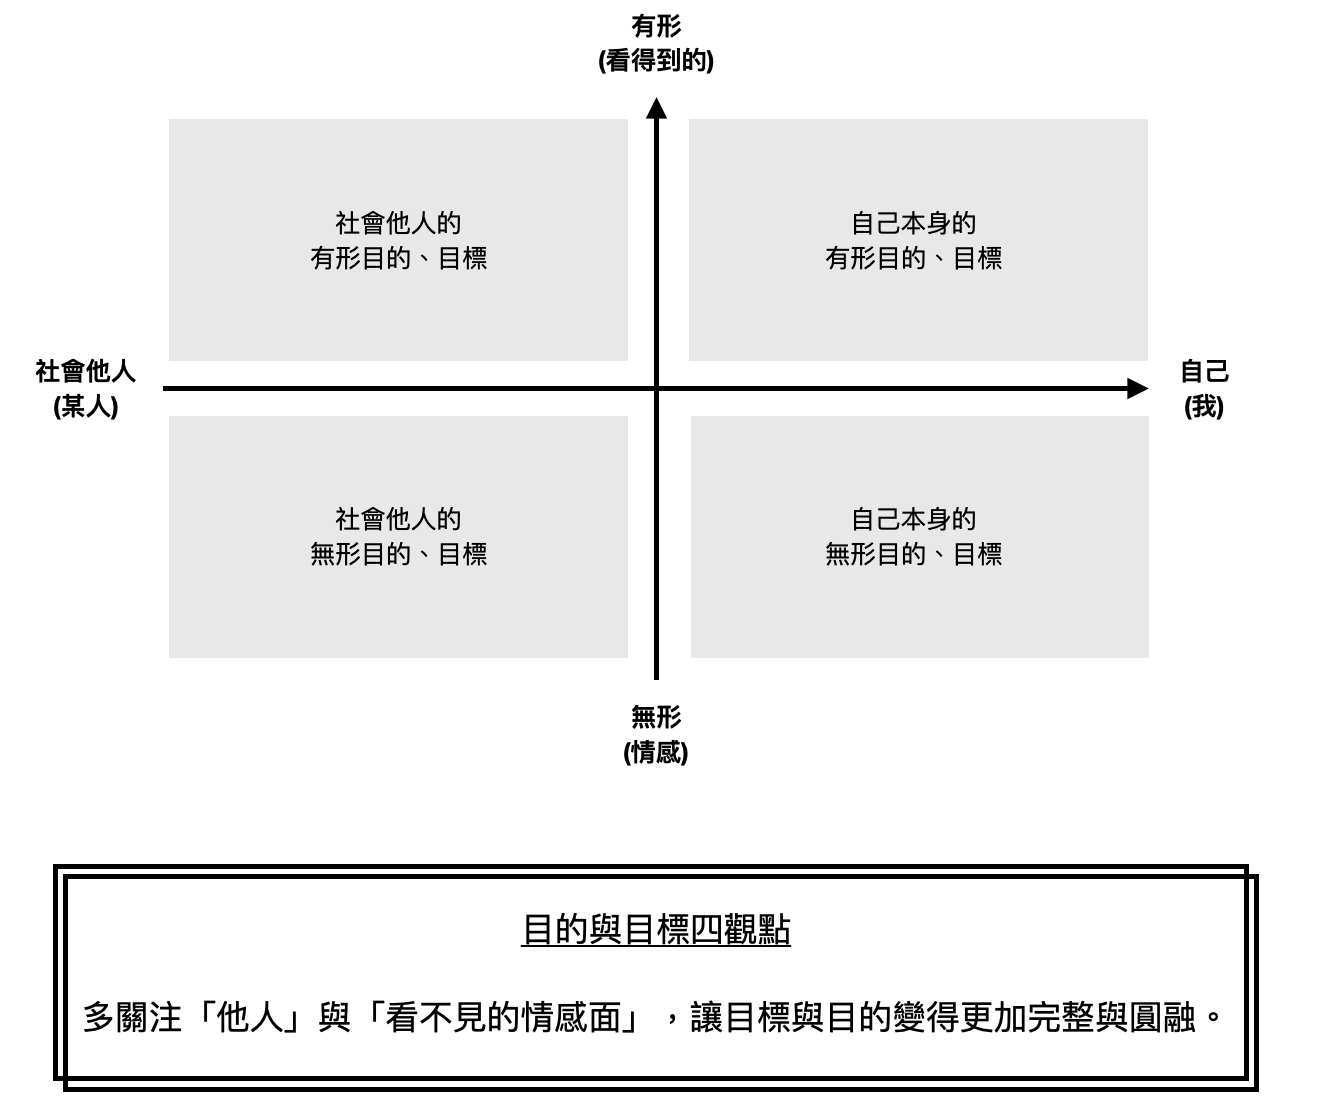 有形
(看得到的)
社會他人的
有形目的、目標
自己本身的
有形目的、目標
社會他人
(某人)
自己
(我)
社會他人的
無形目的、目標
自己本身的
無形目的、目標
無形
(情感)
目的與目標四觀點
多關注「他人」與「看不見的情感面」，讓目標與目的變得更加完整與圓融。